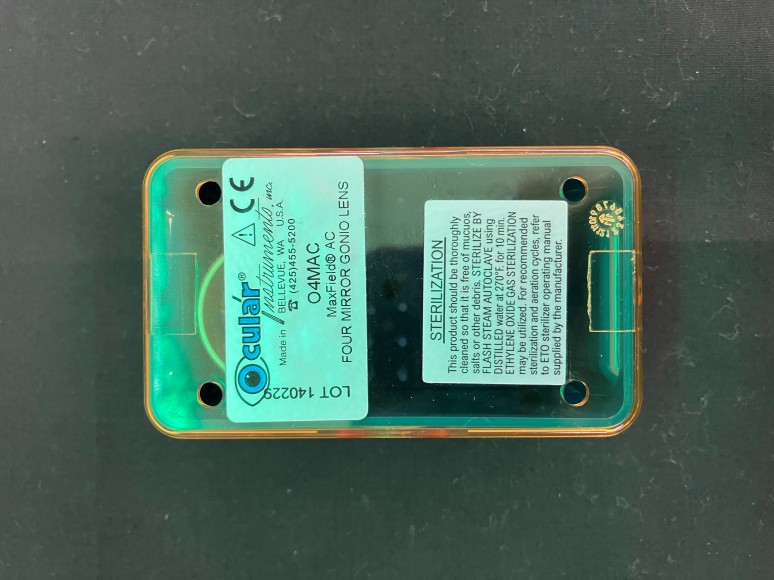 Ocular®
Instruments, inc.
Made in BELLEVUE, WA U.S.A.
☎ (425)455-5200
CE
O4MAC
MaxField® AC
FOUR MIRROR GONIO LENS
LOT 140229
STERILIZATION
This product should be thoroughly
cleaned so that it is free of mucuos,
salts or other debris. STERILIZE BY
FLASH STEAM AUTOCLAVE using
DISTILLED water at 270°F. for 10 min.
ETHYLENE OXIDE GAS STERILIZATION
may be utilized. For recommended
sterilization and aeration cycles, refer
to ETO sterilizer operating manual
supplied by the manufacturer.